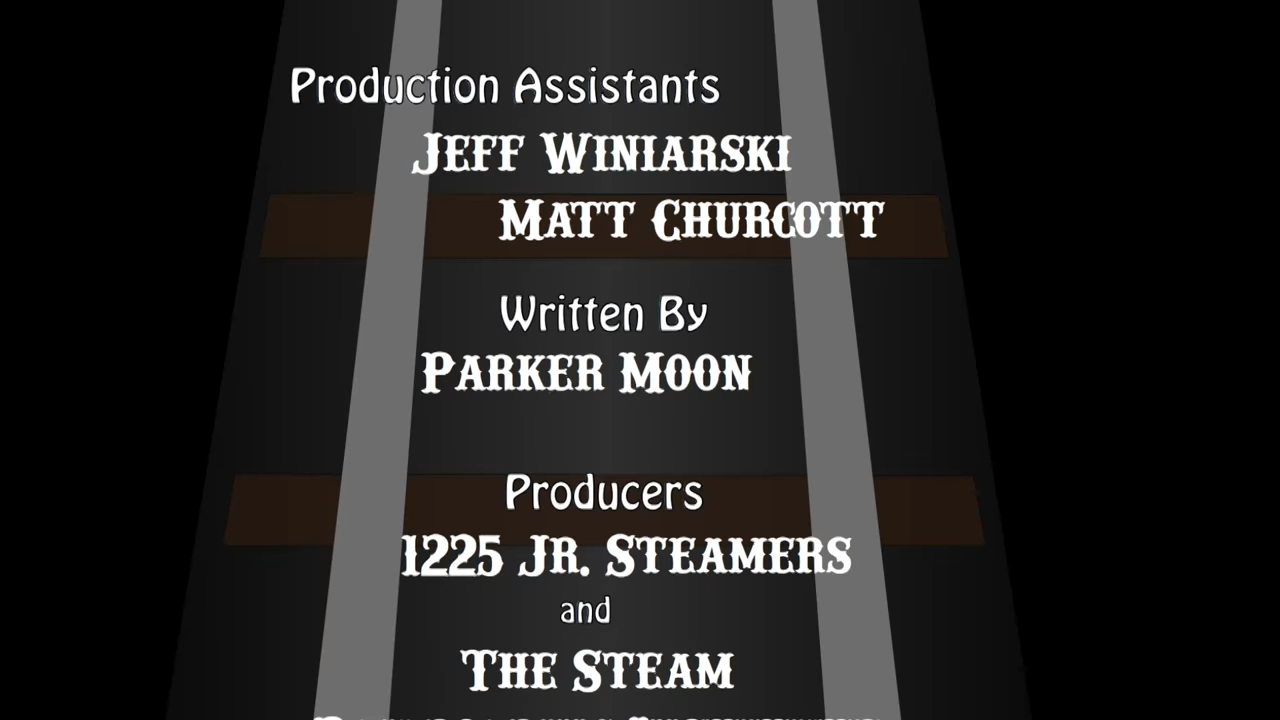 Production Assistants
Jeff Winiarski
Matt Churcott
Written By
Parker Moon
Producers
1225 Jr. Steamers
and
The Steam